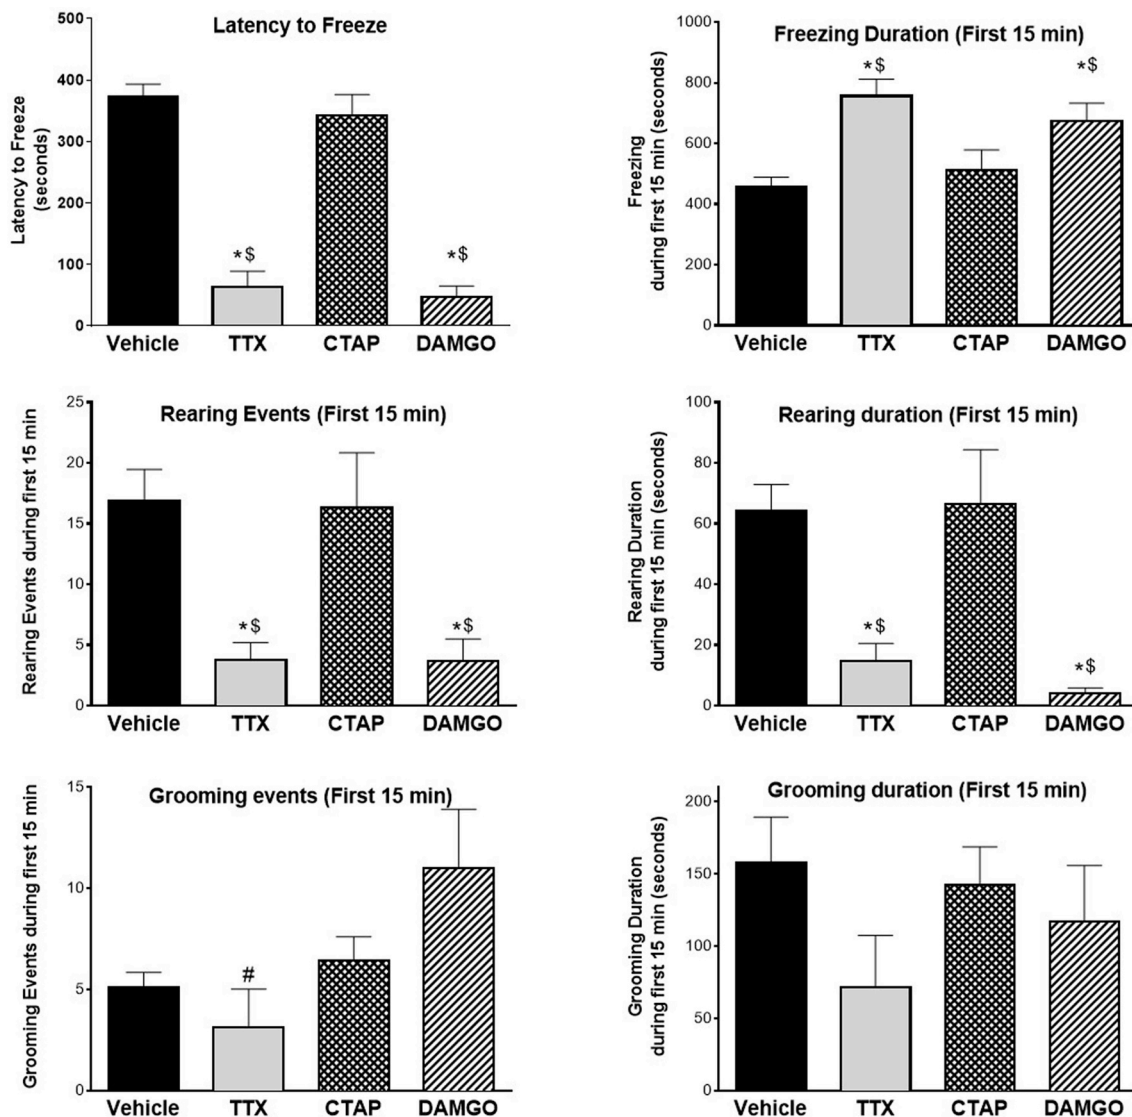 Latency to Freeze
Latency to Freeze
(seconds)
500
400
300
200
100
0
*$
*$
Vehicle TTX CTAP DAMGO
Freezing Duration (First 15 min)
Freezing
during first 15 min (seconds)
1000
800
600
400
200
0
*$
*$
Vehicle TTX CTAP DAMGO
Rearing Events (First 15 min)
Rearing Events during first 15 min
25
20
15
10
5
0
*$
*$
Vehicle TTX CTAP DAMGO
Rearing duration (First 15 min)
Rearing Duration
during first 15 min (seconds)
100
80
60
40
20
0
*$
*$
Vehicle TTX CTAP DAMGO
Grooming events (First 15 min)
Grooming Events during first 15 min
15
10
5
0
#
Vehicle TTX CTAP DAMGO
Grooming duration (First 15 min)
Grooming Duration
during first 15 min (seconds)
200
150
100
50
0
Vehicle TTX CTAP DAMGO